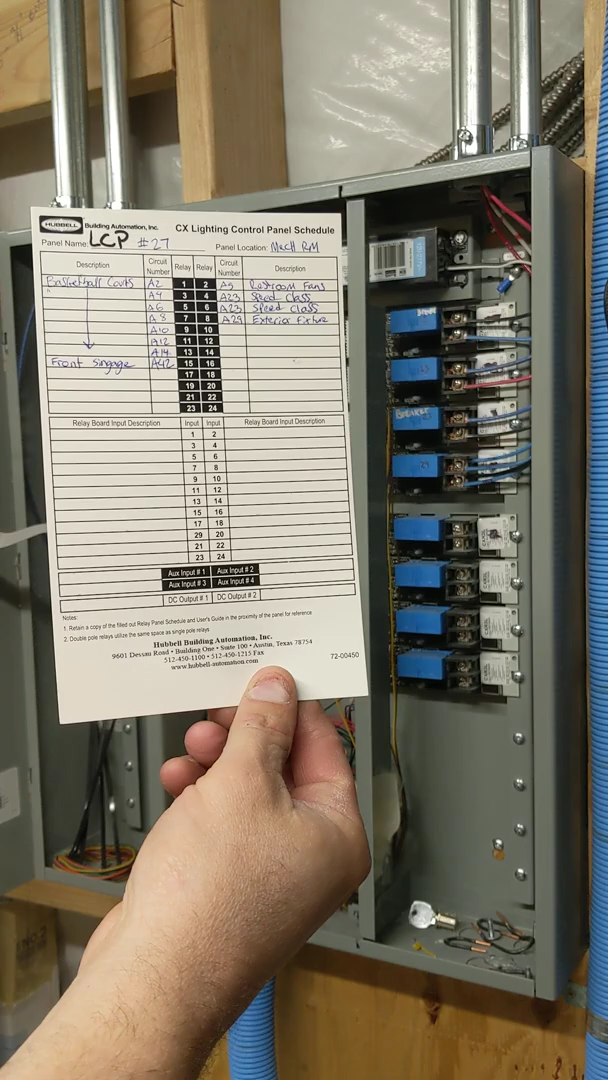 HUBBELL Building Automation, Inc. CX Lighting Control Panel Schedule
Panel Name: LCP #27 Panel Location: Mech RM
Description Circuit Number Relay Relay Circuit Number Description
Basketball Courts A2 1 2 A5 Restroom Fans
" A4 3 4 A23 Speed Class
A6 5 6 A23 Speed Class
A8 7 8 A29 Exterior Fixture
A10 9 10
A12 11 12
A14 13 14
Front Singage A42 15 16
17 18
19 20
21 22
23 24
Relay Board Input Description Input Input Relay Board Input Description
1 2
3 4
5 6
7 8
9 10
11 12
13 14
15 16
17 18
29 20
21 22
23 24
Aux Input # 1 Aux Input # 2
Aux Input # 3 Aux Input # 4
DC Output # 1 DC Output # 2
Notes:
1. Retain a copy of the filled out Relay Panel Schedule and User's Guide in the proximity of the panel for reference
2. Double pole relays utilize the same space as single pole relays
Hubbell Building Automation, Inc.
9601 Dessau Road • Building One • Suite 100 • Austin, Texas 78754
512-450-1100 • 512-450-1215 Fax
www.hubbell-automation.com
72-00450
BREAKER